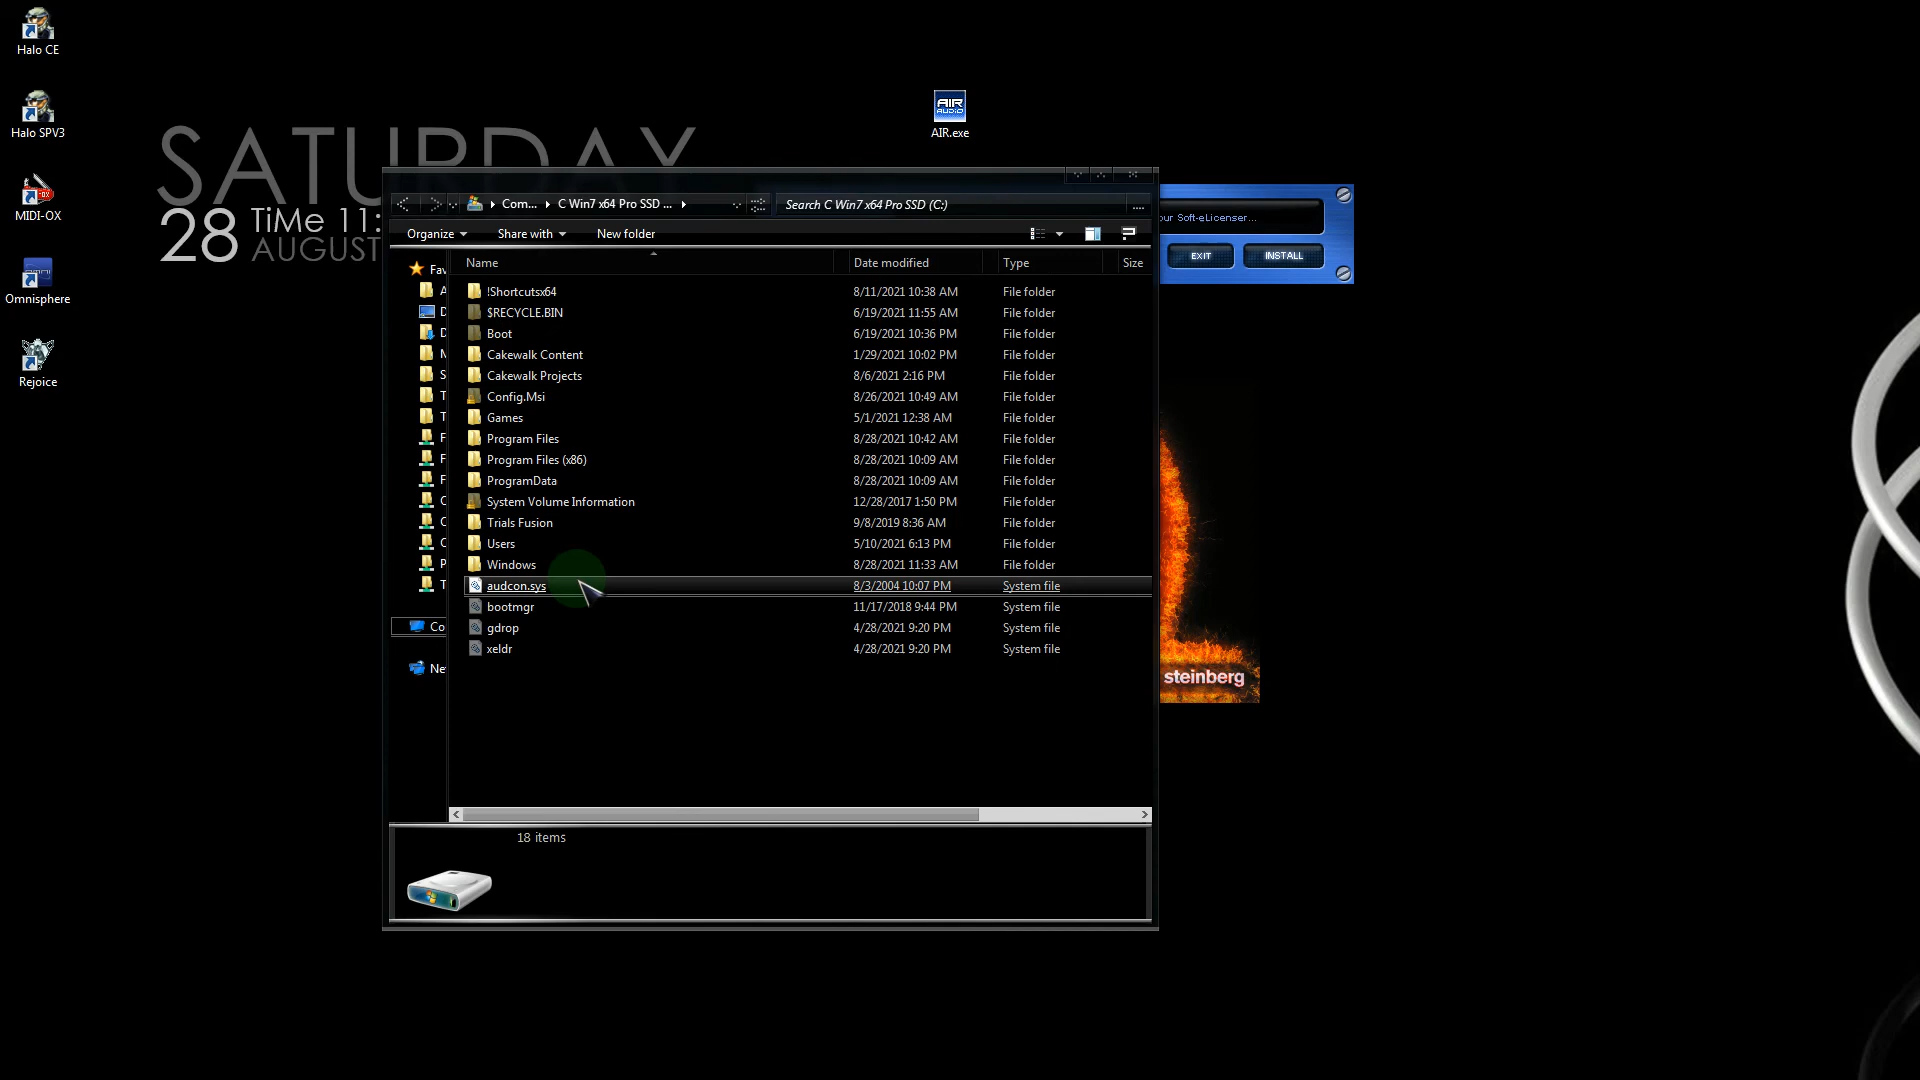 Halo CE
Halo SPV3
MIDI-OX
Omnisphere
Rejoice
SATURDAY
28 TiMe 11:
AUGUST
AIR AUDIO
AIR.exe
Com... C Win7 x64 Pro SSD ...
Search C Win7 x64 Pro SSD (C:)
Organize Share with New folder
Name Date modified Type Size
!Shortcutsx64 8/11/2021 10:38 AM File folder
$RECYCLE.BIN 6/19/2021 11:55 AM File folder
Boot 6/19/2021 10:36 PM File folder
Cakewalk Content 1/29/2021 10:02 PM File folder
Cakewalk Projects 8/6/2021 2:16 PM File folder
Config.Msi 8/26/2021 10:49 AM File folder
Games 5/1/2021 12:38 AM File folder
Program Files 8/28/2021 10:42 AM File folder
Program Files (x86) 8/28/2021 10:09 AM File folder
ProgramData 8/28/2021 10:09 AM File folder
System Volume Information 12/28/2017 1:50 PM File folder
Trials Fusion 9/8/2019 8:36 AM File folder
Users 5/10/2021 6:13 PM File folder
Windows 8/28/2021 11:33 AM File folder
audcon.sys 8/3/2004 10:07 PM System file
bootmgr 11/17/2018 9:44 PM System file
gdrop 4/28/2021 9:20 PM System file
xeldr 4/28/2021 9:20 PM System file
Fav
A
D
D
M
S
T
T
F
F
F
C
C
C
P
T
Co
Ne
18 items
our Soft-eLicenser...
EXIT INSTALL
steinberg